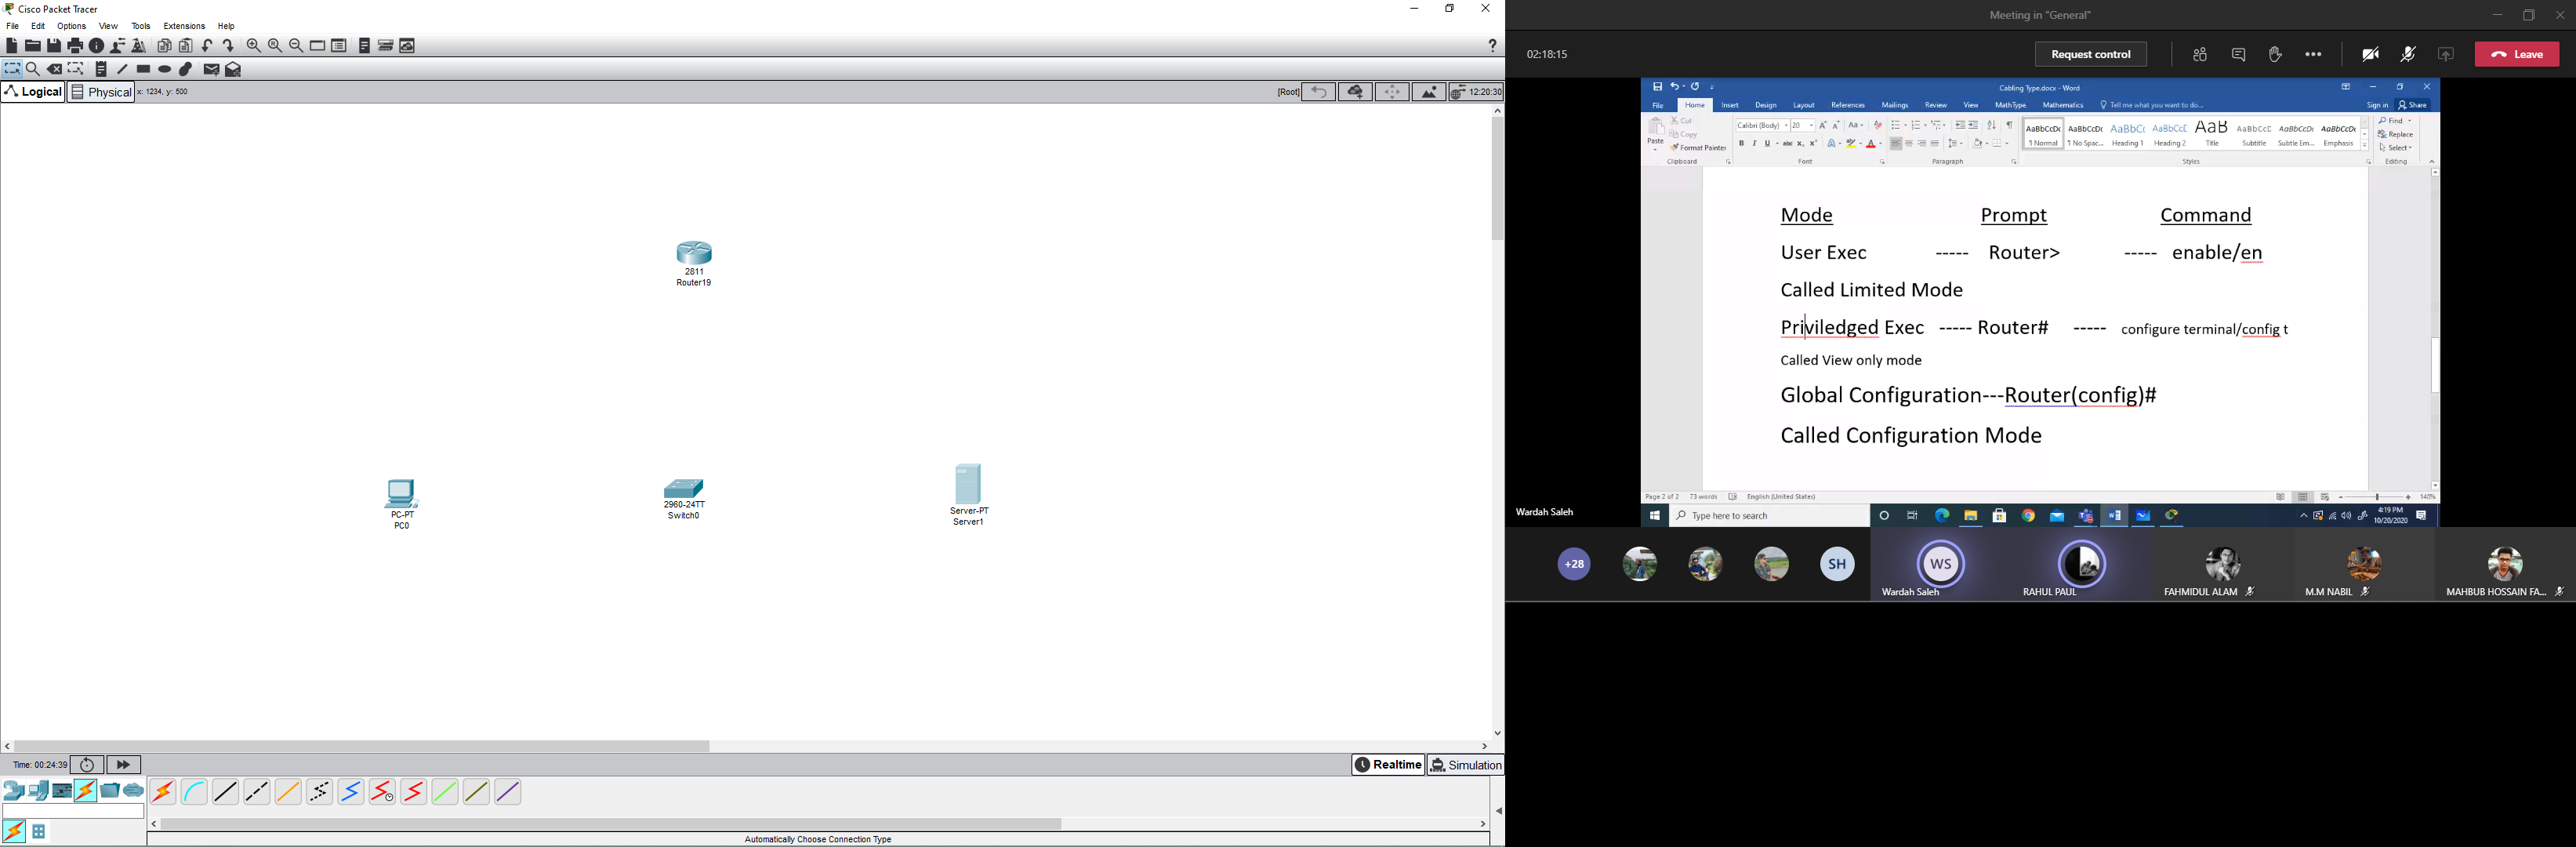 Cisco Packet Tracer
File Edit Options View Tools Extensions Help
?
Logical Physical x: 1234, y: 500
[Root] 12:20:30
2811
Router19
PC-PT
PC0
2960-24TT
Switch0
Server-PT
Server1
Time: 00:24:39
Realtime Simulation
Automatically Choose Connection Type
Meeting in "General"
02:18:15 Request control Leave
Cabling Type.docx - Word
File Home Insert Design Layout References Mailings Review View MathType Mathematics Tell me what you want to do... Sign in Share
Paste Cut Copy Format Painter
Calibri (Body) 20
AaBbCcDc AaBbCcDc AaBbCc AaBbCcE AaB AaBbCcD AaBbCcDc AaBbCcDc
¶ Normal ¶ No Spac... Heading 1 Heading 2 Title Subtitle Subtle Em... Emphasis
Find
Replace
Select
Clipboard Font Paragraph Styles Editing
Mode Prompt Command
User Exec ----- Router> ----- enable/en
Called Limited Mode
Priviledged Exec ----- Router# ----- configure terminal/config t
Called View only mode
Global Configuration---Router(config)#
Called Configuration Mode
Page 2 of 2 73 words English (United States) 140%
Type here to search
4:19 PM
10/20/2020
Wardah Saleh
+28 SH WS
Wardah Saleh RAHUL PAUL FAHMIDUL ALAM M.M NABIL MAHBUB HOSSAIN FA...